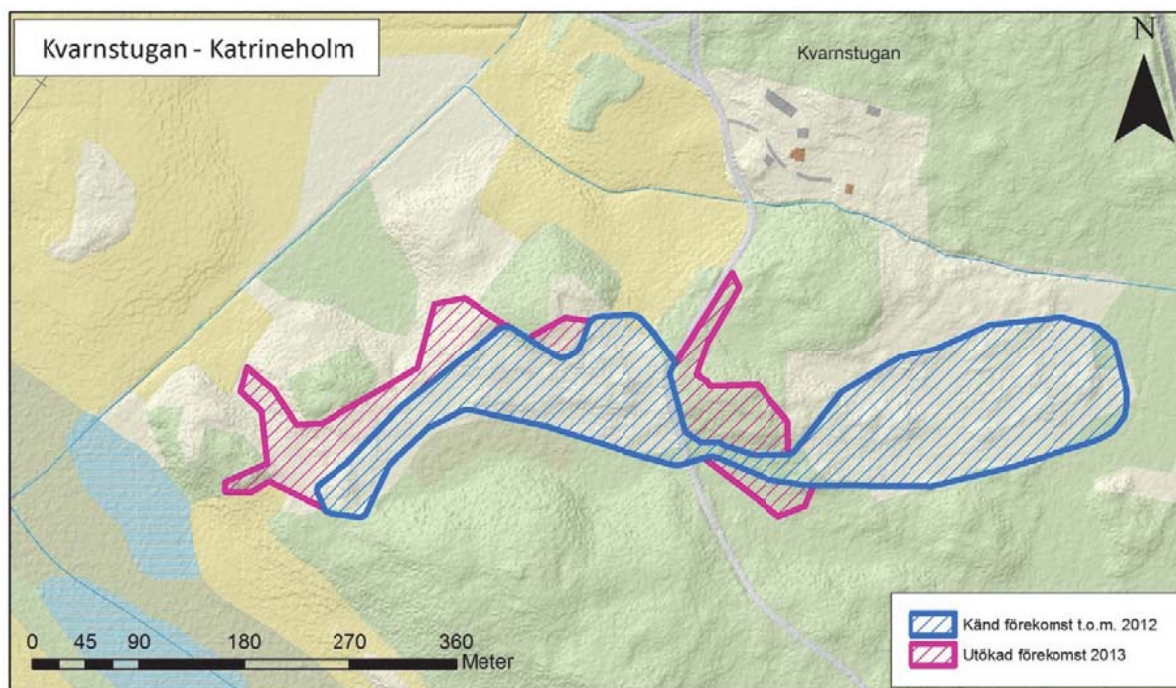 Kvarnstugan - Katrineholm
Kvarnstugan
N
0 45 90 180 270 360
Meter
Känd förekomst t.o.m. 2012
Utökad förekomst 2013